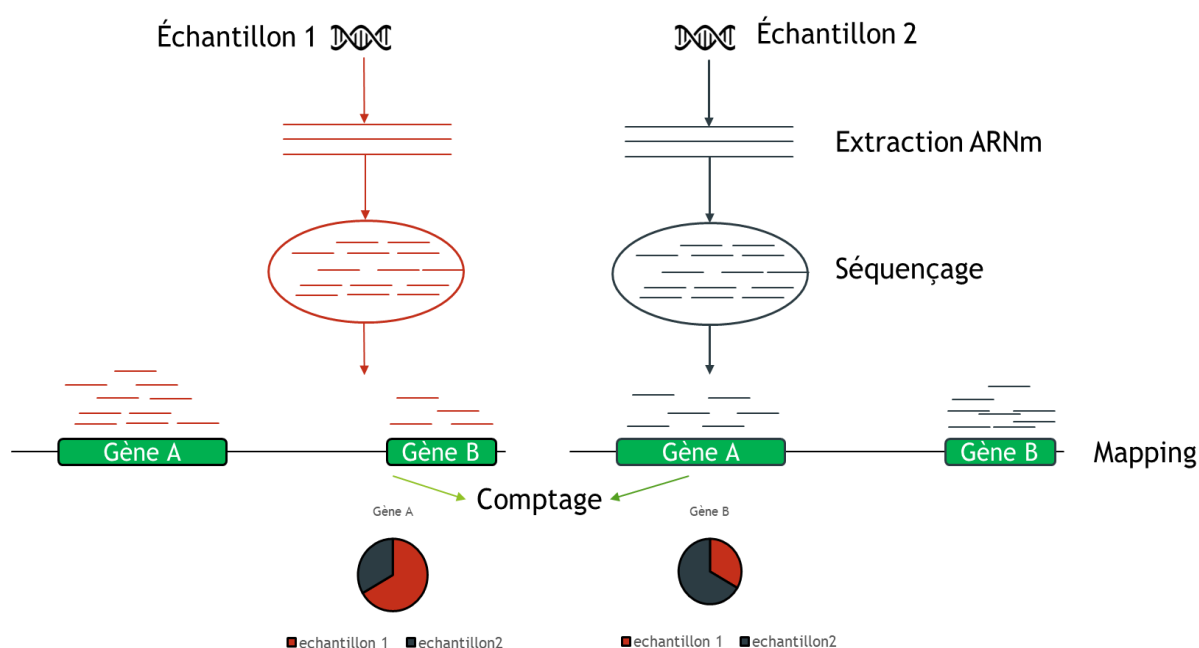 Échantillon 1
Échantillon 2
Extraction ARNm
Séquençage
Gène A
Gène B
Gène A
Gène B
Mapping
Comptage
Gène A
Gène B
echantillon 1 echantillon2
echantillon 1 echantillon2